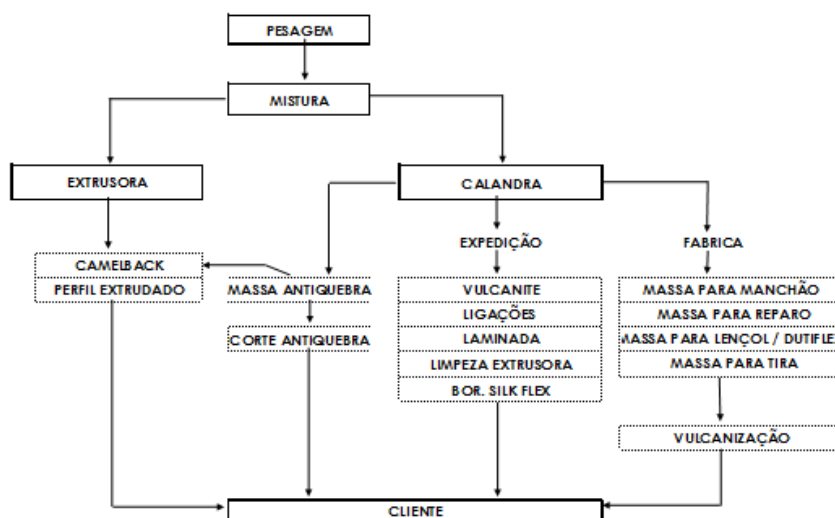 PESAGEM
MISTURA
EXTRUSORA
CALANDRA
EXPEDIÇÃO
FABRICA
CAMELBACK
PERFIL EXTRUDADO
MASSA ANTIQUEBRA
CORTE ANTIQUEBRA
VULCANITE
LIGAÇÕES
LAMINADA
LIMPEZA EXTRUSORA
BOR. SILK FLEX
MASSA PARA MANCHÃO
MASSA PARA REPARO
MASSA PARA LENÇOL / DUTIFLEX
MASSA PARA TIRA
VULCANIZAÇÃO
CLIENTE